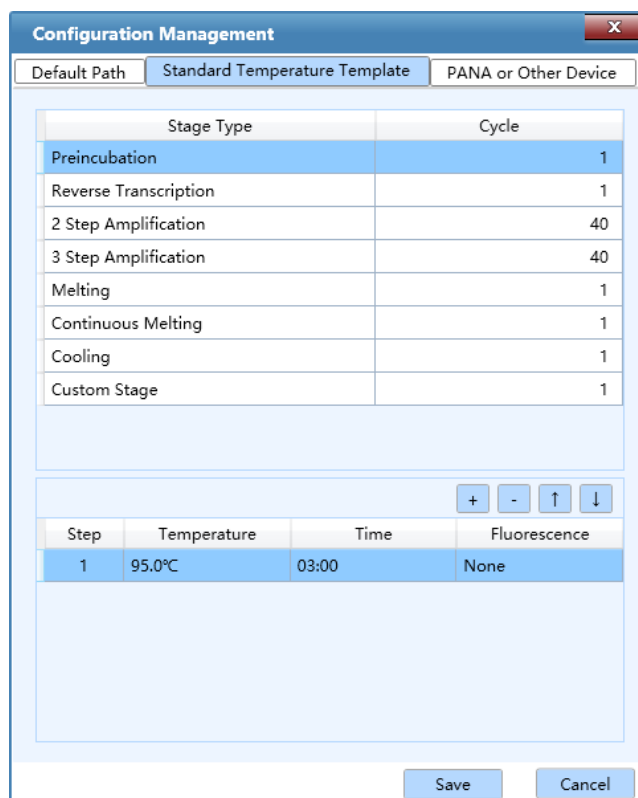 Configuration Management
x
Default Path Standard Temperature Template PANA or Other Device
Stage Type Cycle
Preincubation 1
Reverse Transcription 1
2 Step Amplification 40
3 Step Amplification 40
Melting 1
Continuous Melting 1
Cooling 1
Custom Stage 1
+ - ↑ ↓
Step Temperature Time Fluorescence
1 95.0℃ 03:00 None
Save Cancel